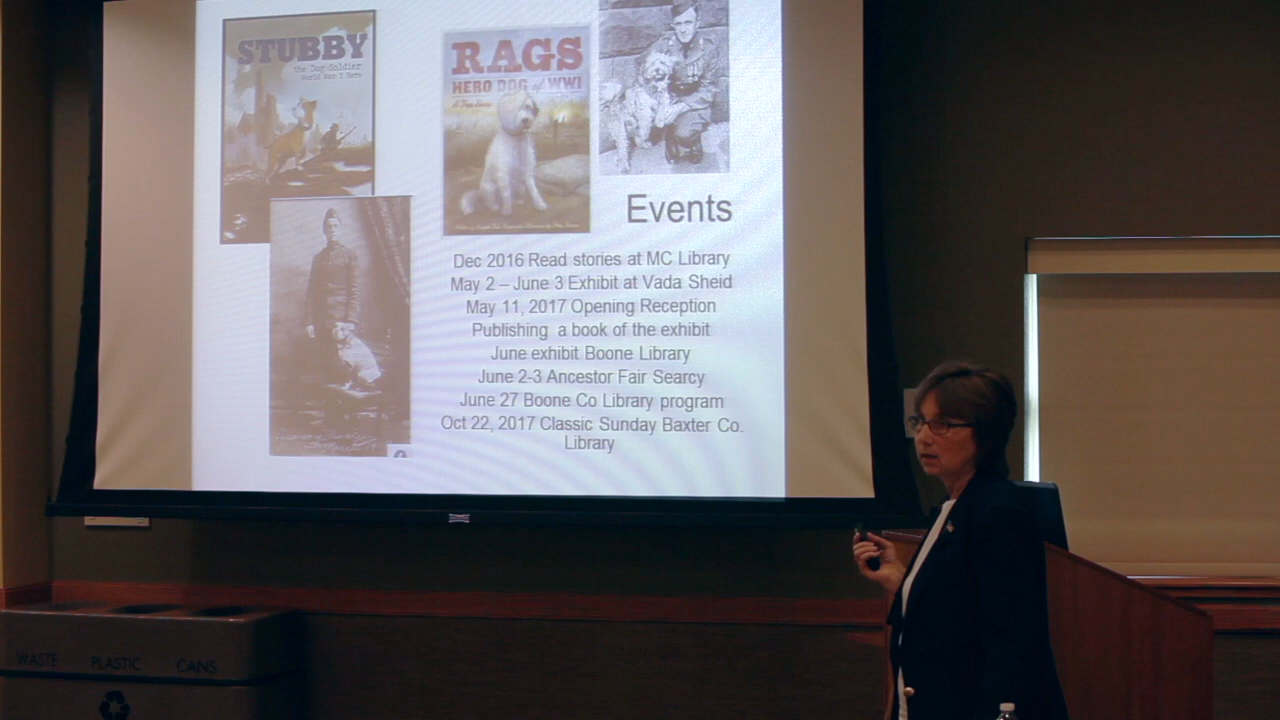 STUBBY
the Dog Soldier
World War I Hero
RAGS
HERO DOG of WWI
A True Story
Events
Dec 2016 Read stories at MC Library
May 2 – June 3 Exhibit at Vada Sheid
May 11, 2017 Opening Reception
Publishing a book of the exhibit
June exhibit Boone Library
June 2-3 Ancestor Fair Searcy
June 27 Boone Co Library program
Oct 22, 2017 Classic Sunday Baxter Co.
Library
WASTE PLASTIC CANS